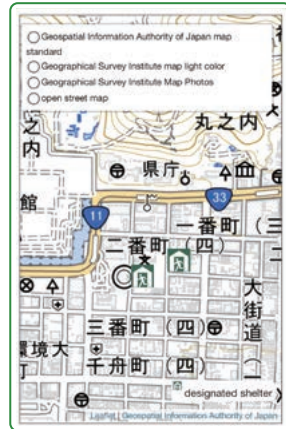 Geospatial Information Authority of Japan map
standard
Geographical Survey Institute map light color
Geographical Survey Institute Map Photos
open street map
之
内
丸之内
県庁
館
33
11
一番町（三
二番町（四）
二
大街道（一
三番町（四）
環境大
千舟町（四）
designated shelter
Leaflet | Geospatial Information Authority of Japan